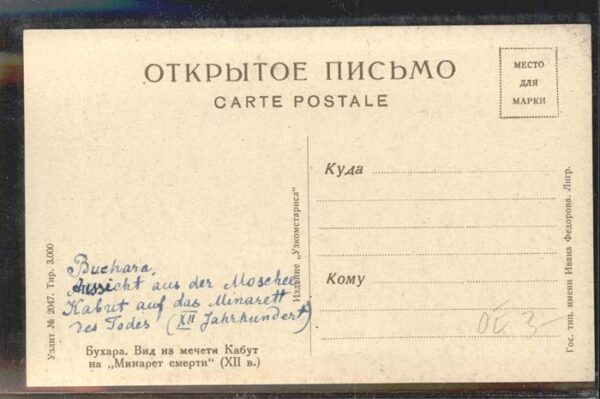 ОТКРЫТОЕ ПИСЬМО
CARTE POSTALE
МЕСТО
ДЛЯ
МАРКИ
Куда
Кому
Узлит № 2047. Тир. 3.000
Buchara,
Aussicht aus der Moschee
Kabut auf das Minarett
des Todes (XII Jahrhundert)
Бухара. Вид из мечети Кабут
на „Минарет смерти" (XII в.)
Издание „Узкомстариса"
Гос. тип. имени Ивана Федорова. Лнгр.